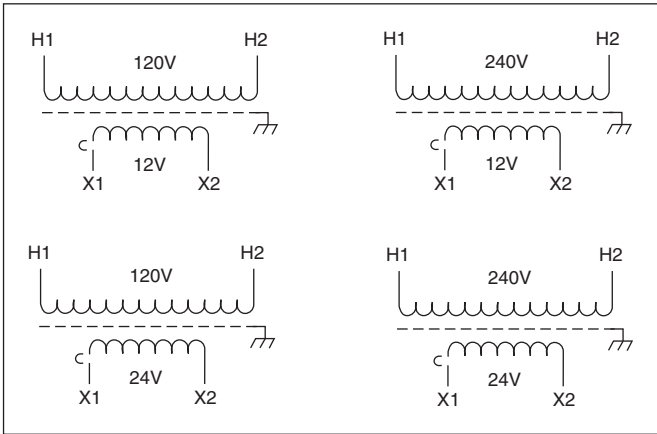 H1 H2 H1 H2
120V 240V
12V 12V
X1 X2 X1 X2
H1 H2 H1 H2
120V 240V
24V 24V
X1 X2 X1 X2